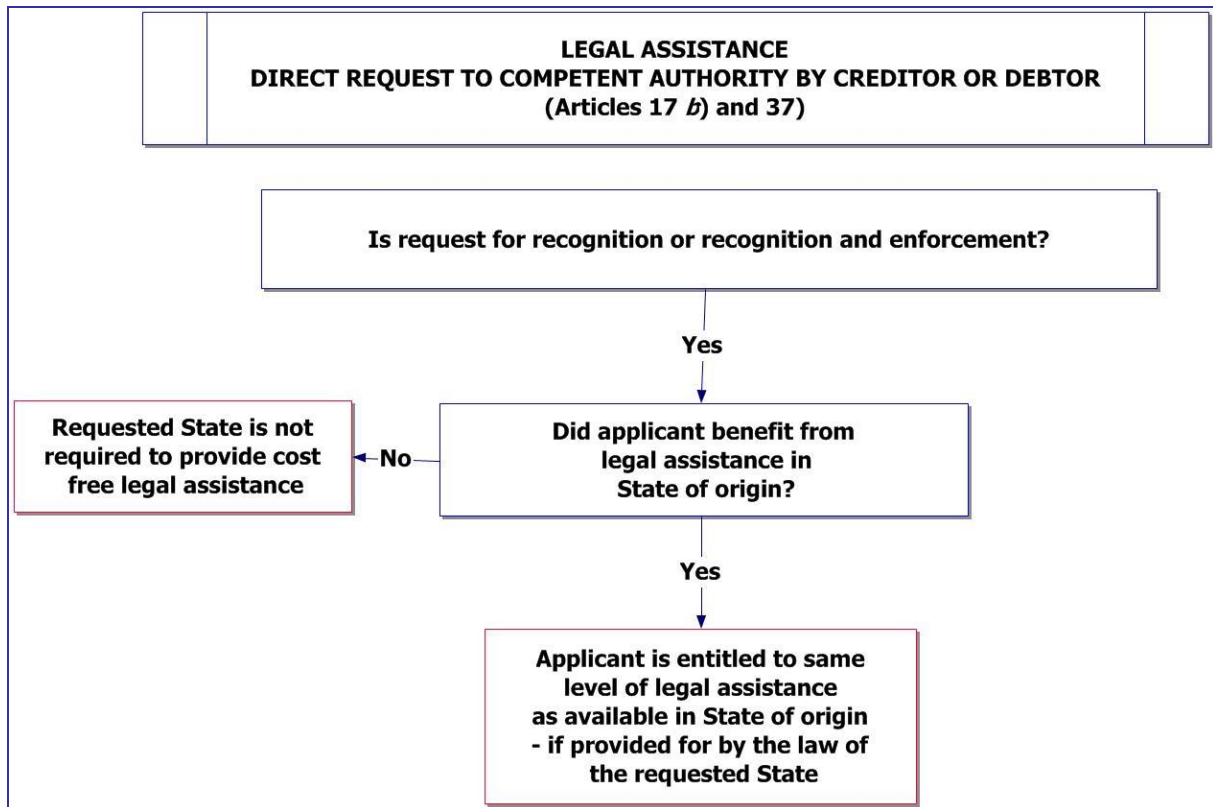 LEGAL ASSISTANCE
DIRECT REQUEST TO COMPETENT AUTHORITY BY CREDITOR OR DEBTOR
(Articles 17 b) and 37)
Is request for recognition or recognition and enforcement?
Yes
Did applicant benefit from
legal assistance in
State of origin?
No
Requested State is not
required to provide cost
free legal assistance
Yes
Applicant is entitled to same
level of legal assistance
as available in State of origin
- if provided for by the law of
the requested State